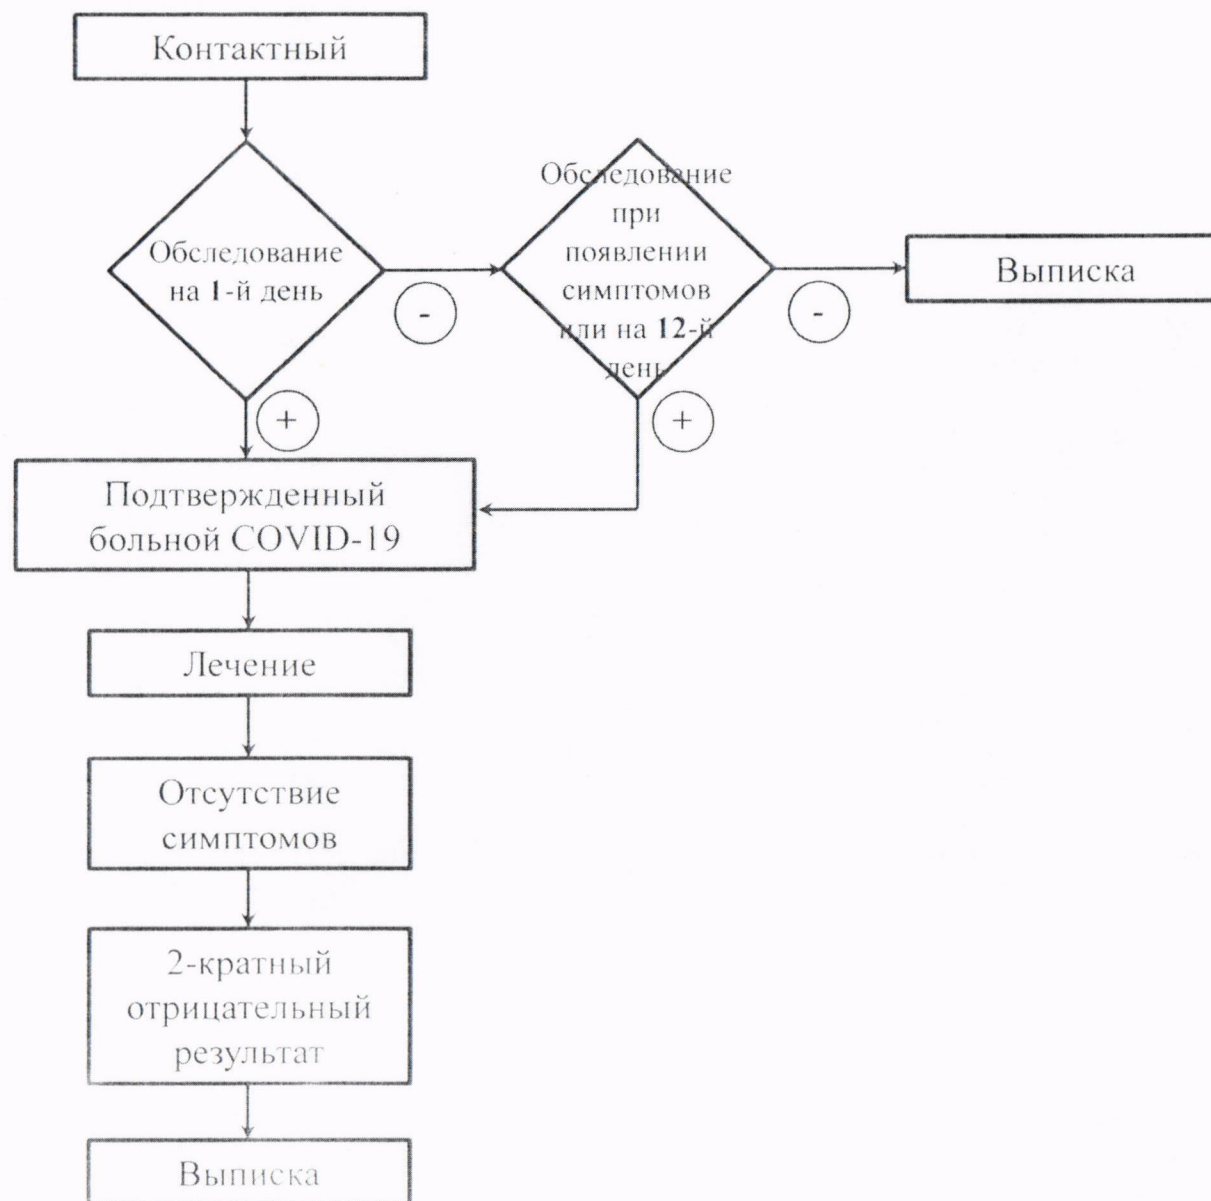 Контактный
Обследование
на 1-й день
-
+
Обследование
при
появлении
симптомов
или на 12-й
день
-
+
Выписка
Подтвержденный
больной COVID-19
Лечение
Отсутствие
симптомов
2-кратный
отрицательный
результат
Выписка